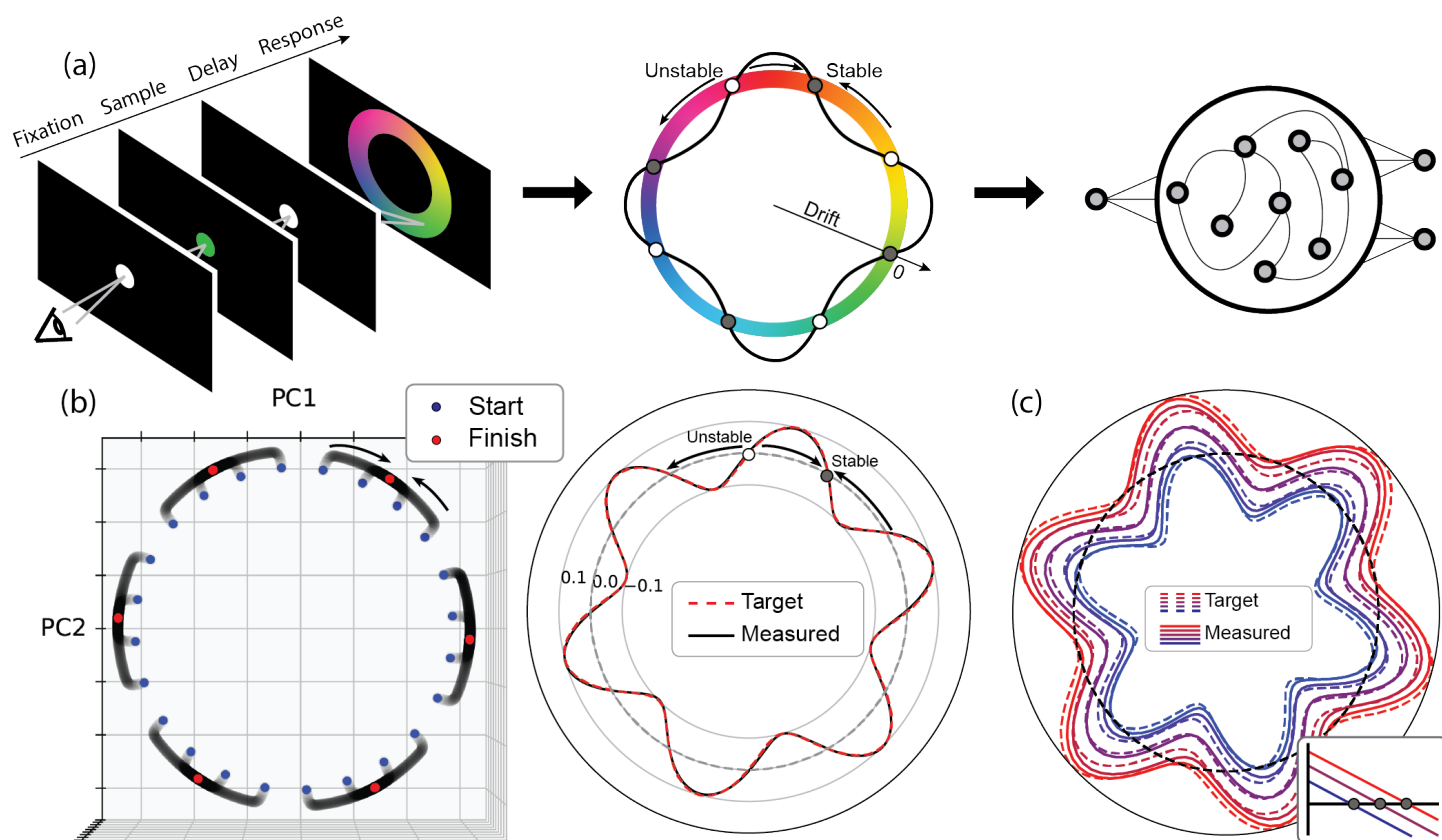 (a)
Fixation Sample Delay Response
Unstable
Stable
Drift
0
(b)
PC1
PC2
Start
Finish
Unstable
Stable
0.1 0.0 −0.1
Target
Measured
(c)
Target
Measured